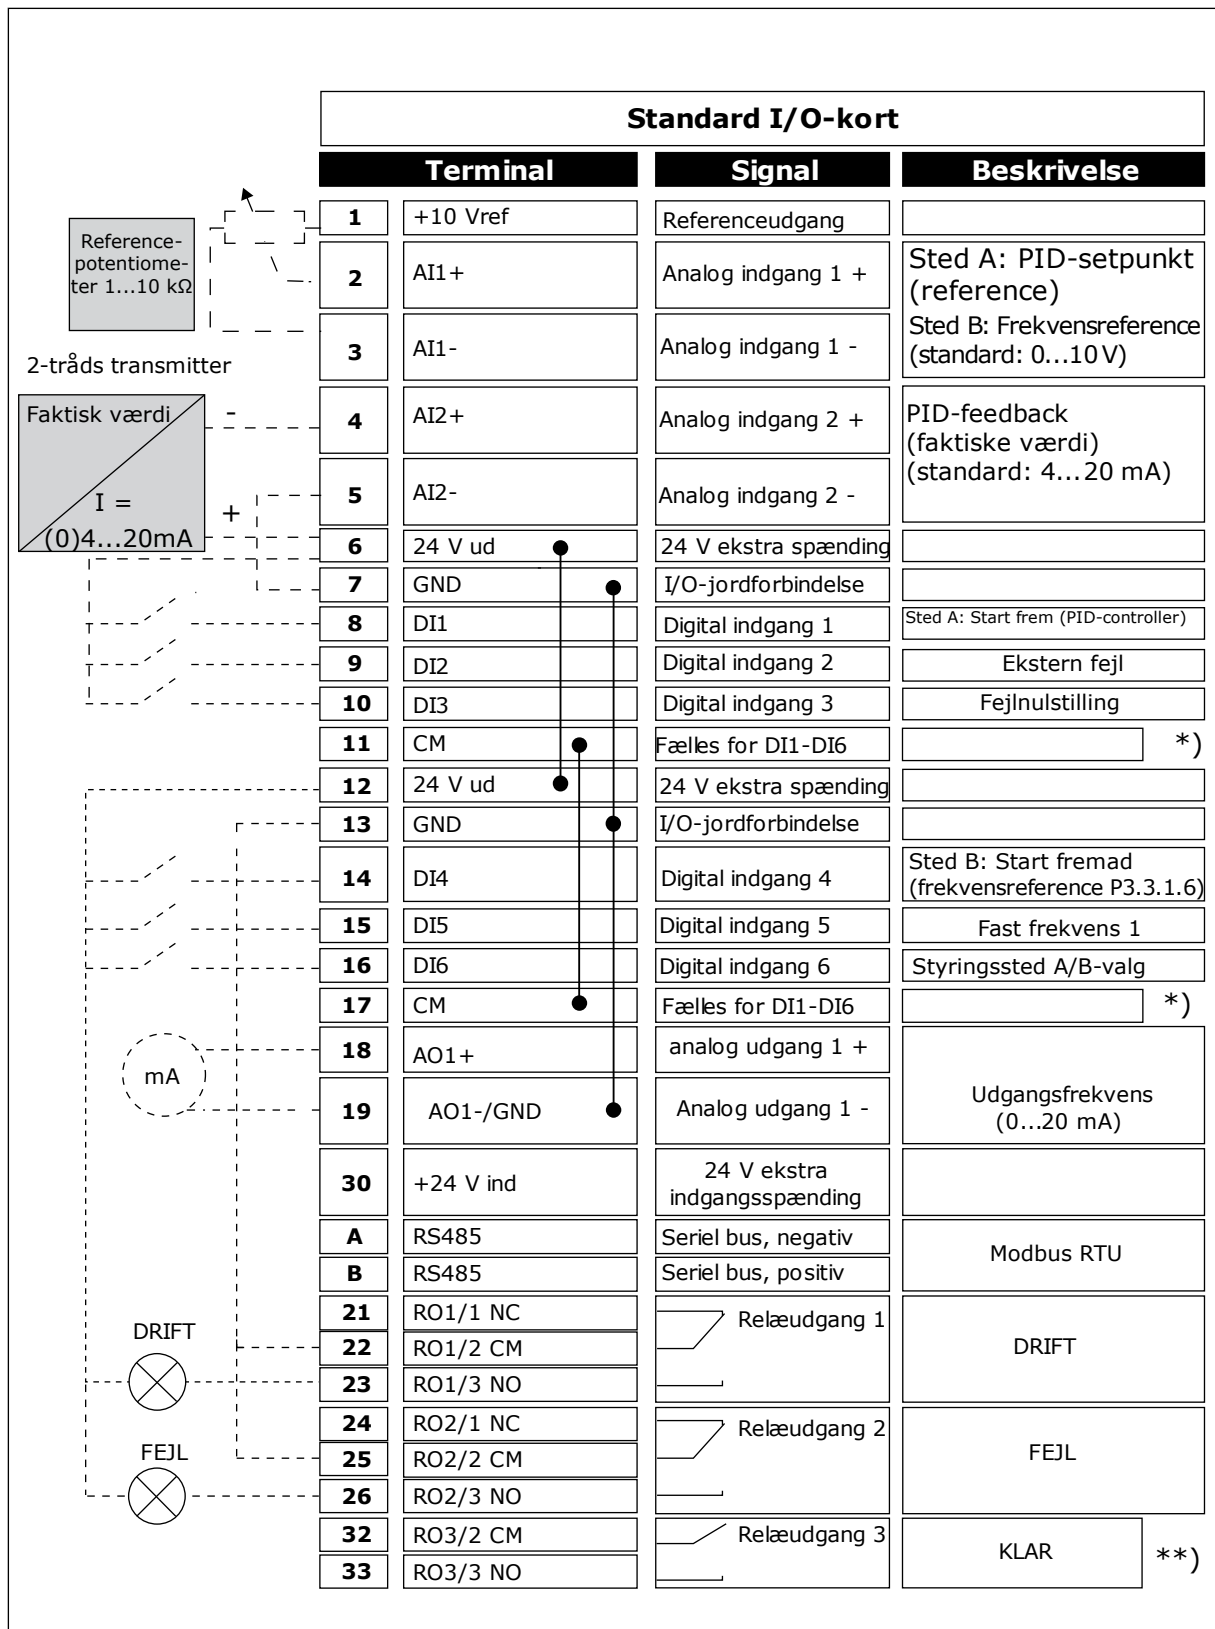 Standard I/O-kort
Terminal
Signal
Beskrivelse
Reference-
potentiome-
ter 1...10 kΩ
1
+10 Vref
Referenceudgang
2
AI1+
Analog indgang 1 +
Sted A: PID-setpunkt
(reference)
Sted B: Frekvensreference
(standard: 0...10 V)
3
AI1-
Analog indgang 1 -
2-tråds transmitter
Faktisk værdi
I =
(0)4...20mA
-
+
4
AI2+
Analog indgang 2 +
PID-feedback
(faktiske værdi)
(standard: 4...20 mA)
5
AI2-
Analog indgang 2 -
6
24 V ud
24 V ekstra spænding
7
GND
I/O-jordforbindelse
8
DI1
Digital indgang 1
Sted A: Start frem (PID-controller)
9
DI2
Digital indgang 2
Ekstern fejl
10
DI3
Digital indgang 3
Fejlnulstilling
11
CM
Fælles for DI1-DI6
*)
12
24 V ud
24 V ekstra spænding
13
GND
I/O-jordforbindelse
14
DI4
Digital indgang 4
Sted B: Start fremad
(frekvensreference P3.3.1.6)
15
DI5
Digital indgang 5
Fast frekvens 1
16
DI6
Digital indgang 6
Styringssted A/B-valg
17
CM
Fælles for DI1-DI6
*)
mA
18
AO1+
analog udgang 1 +
19
AO1-/GND
Analog udgang 1 -
Udgangsfrekvens
(0...20 mA)
30
+24 V ind
24 V ekstra
indgangsspænding
A
RS485
Seriel bus, negativ
Modbus RTU
B
RS485
Seriel bus, positiv
21
RO1/1 NC
Relæudgang 1
DRIFT
22
RO1/2 CM
DRIFT
23
RO1/3 NO
24
RO2/1 NC
Relæudgang 2
FEJL
25
RO2/2 CM
FEJL
26
RO2/3 NO
32
RO3/2 CM
Relæudgang 3
KLAR
**)
33
RO3/3 NO